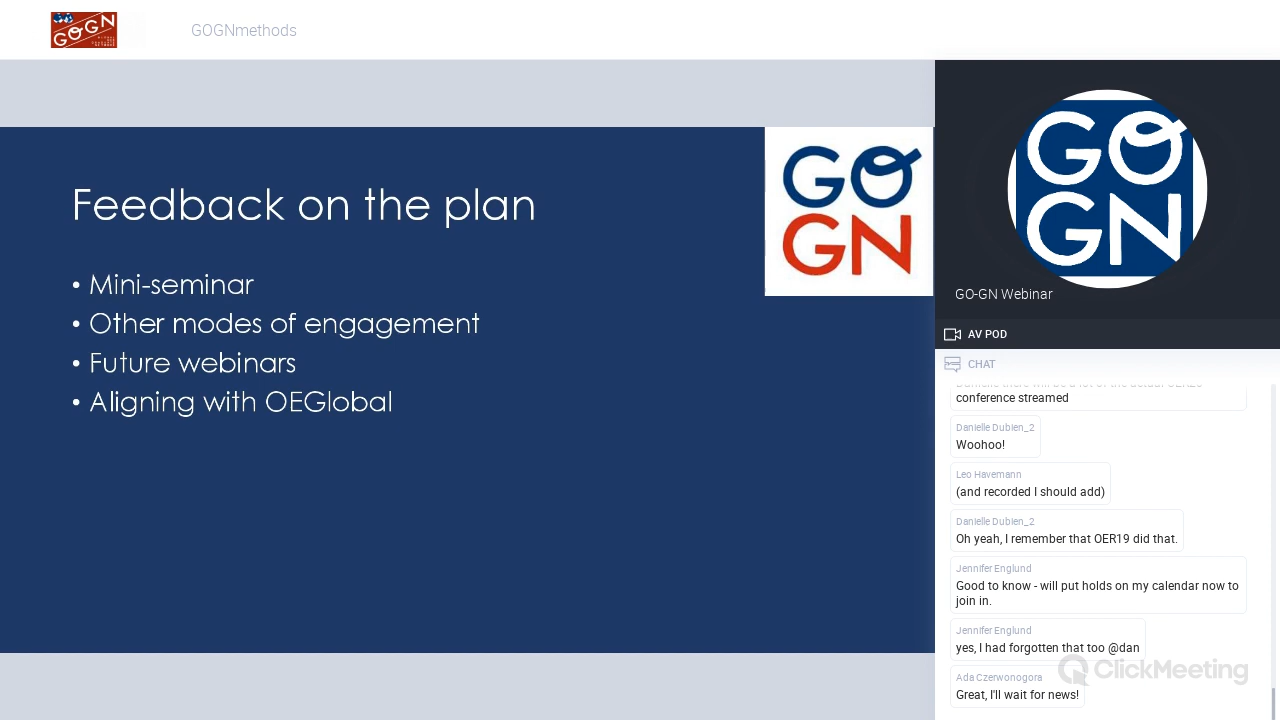 GOGN
GOGNmethods
Feedback on the plan
• Mini-seminar
• Other modes of engagement
• Future webinars
• Aligning with OEGlobal
GO
GN
GO
GN
GO-GN Webinar
AV POD
CHAT
conference streamed
Danielle Dubien_2
Woohoo!
Leo Havemann
(and recorded I should add)
Danielle Dubien_2
Oh yeah, I remember that OER19 did that.
Jennifer Englund
Good to know - will put holds on my calendar now to
join in.
Jennifer Englund
yes, I had forgotten that too @dan
Ada Czerwonogora
Great, I'll wait for news!
ClickMeeting